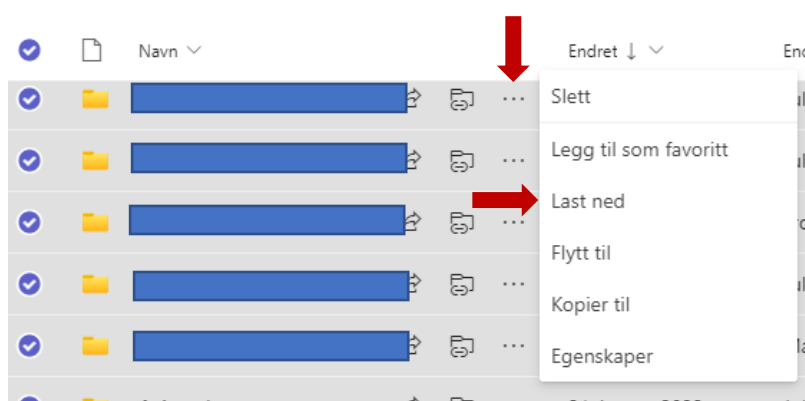 Navn
Endret
Slett
Legg til som favoritt
Last ned
Flytt til
Kopier til
Egenskaper